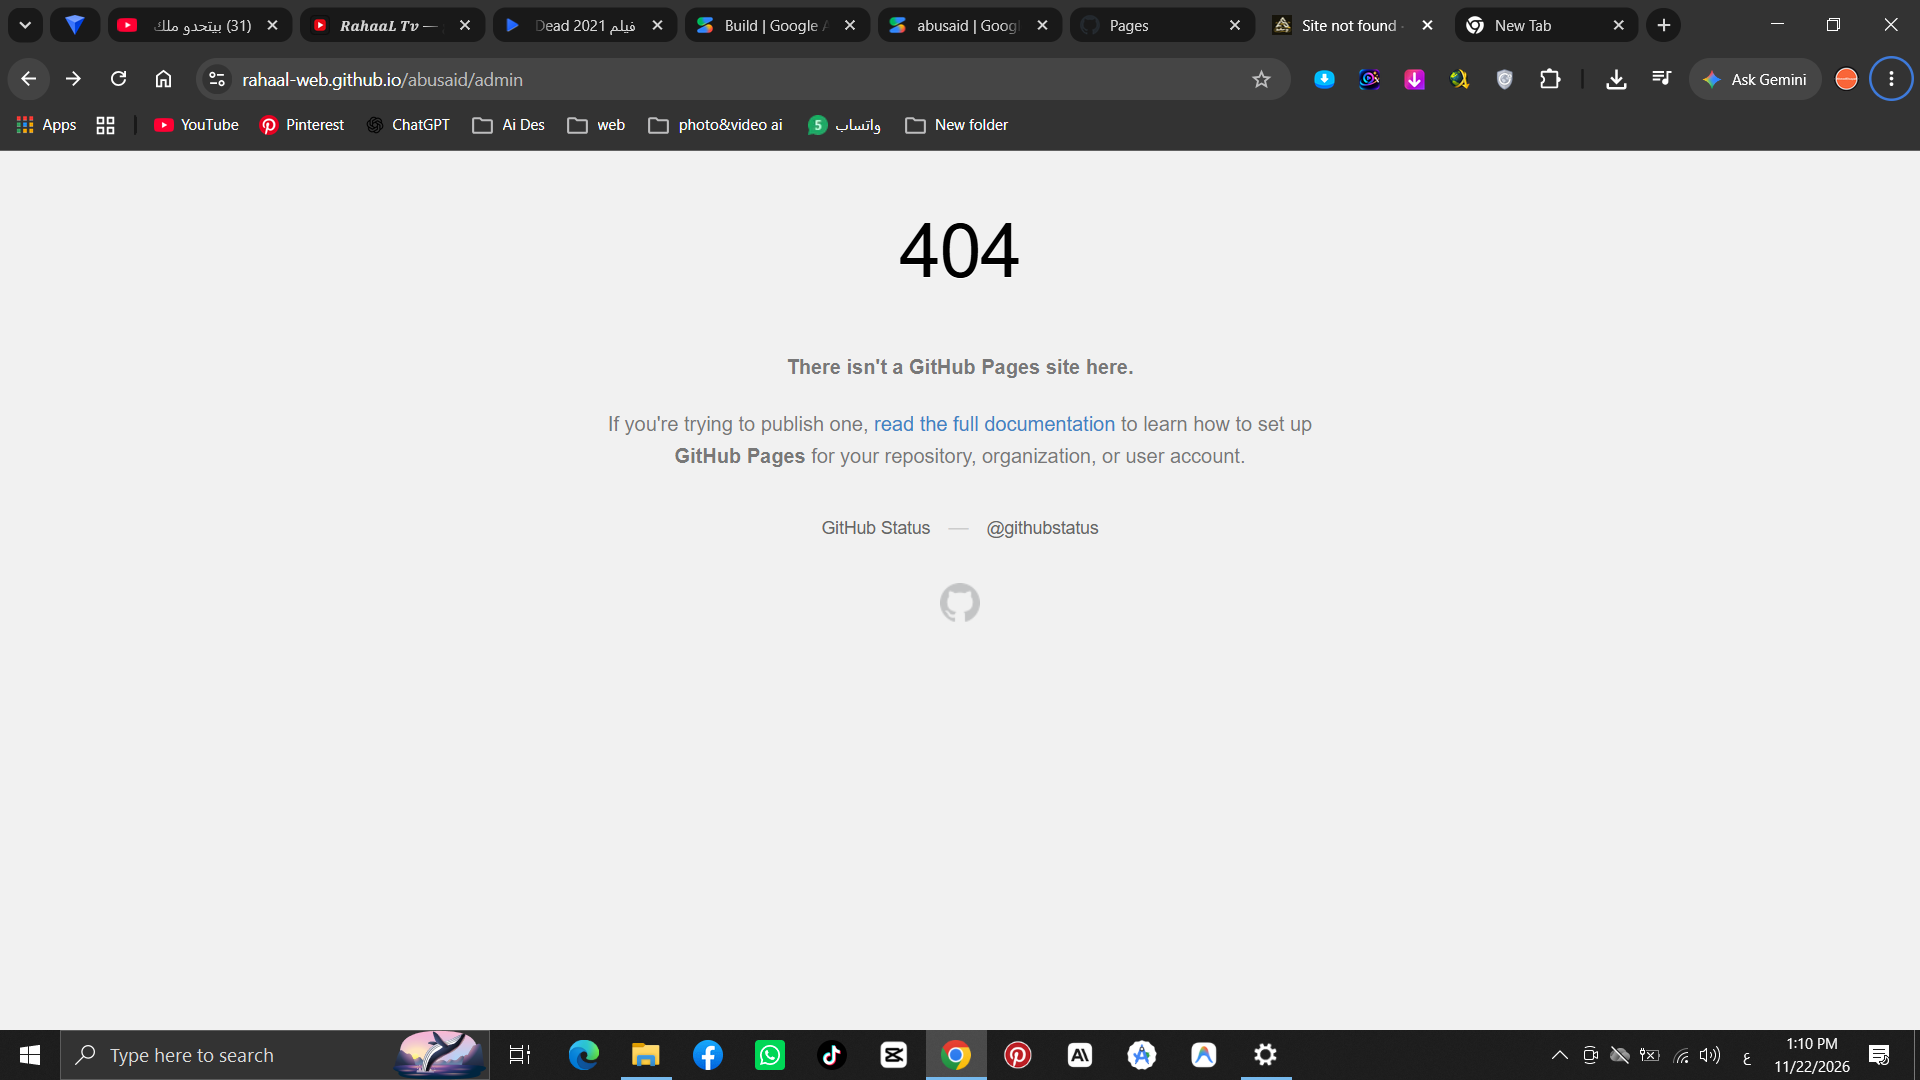 (31) بيتحدو ملك
RahaaL Tv —
فيلم Dead 2021
Build | Google A
abusaid | Googl
Pages
Site not found
New Tab
rahaal-web.github.io/abusaid/admin
Ask Gemini
Apps
YouTube
Pinterest
ChatGPT
Ai Des
web
photo&video ai
5
واتساب
New folder
404
There isn't a GitHub Pages site here.
If you're trying to publish one, read the full documentation to learn how to set up
GitHub Pages for your repository, organization, or user account.
GitHub Status — @githubstatus
Type here to search
ع
1:10 PM
11/22/2026